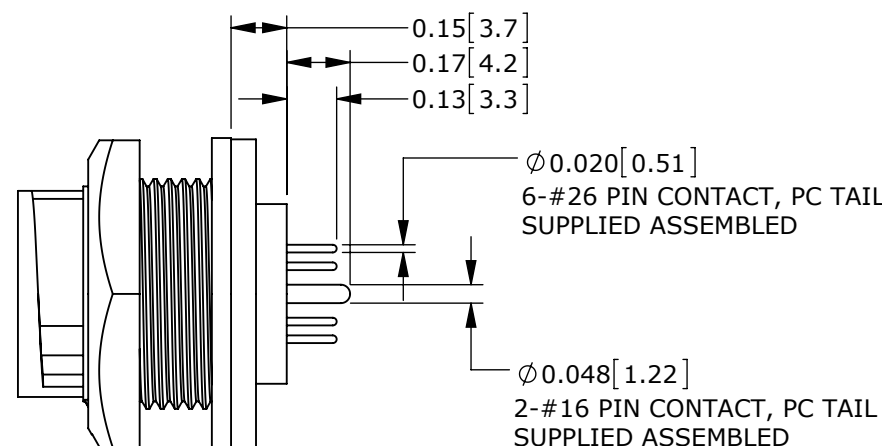 0.15[3.7]
0.17[4.2]
0.13[3.3]
∅0.020[0.51]
6-#26 PIN CONTACT, PC TAIL
SUPPLIED ASSEMBLED
∅0.048[1.22]
2-#16 PIN CONTACT, PC TAIL
SUPPLIED ASSEMBLED